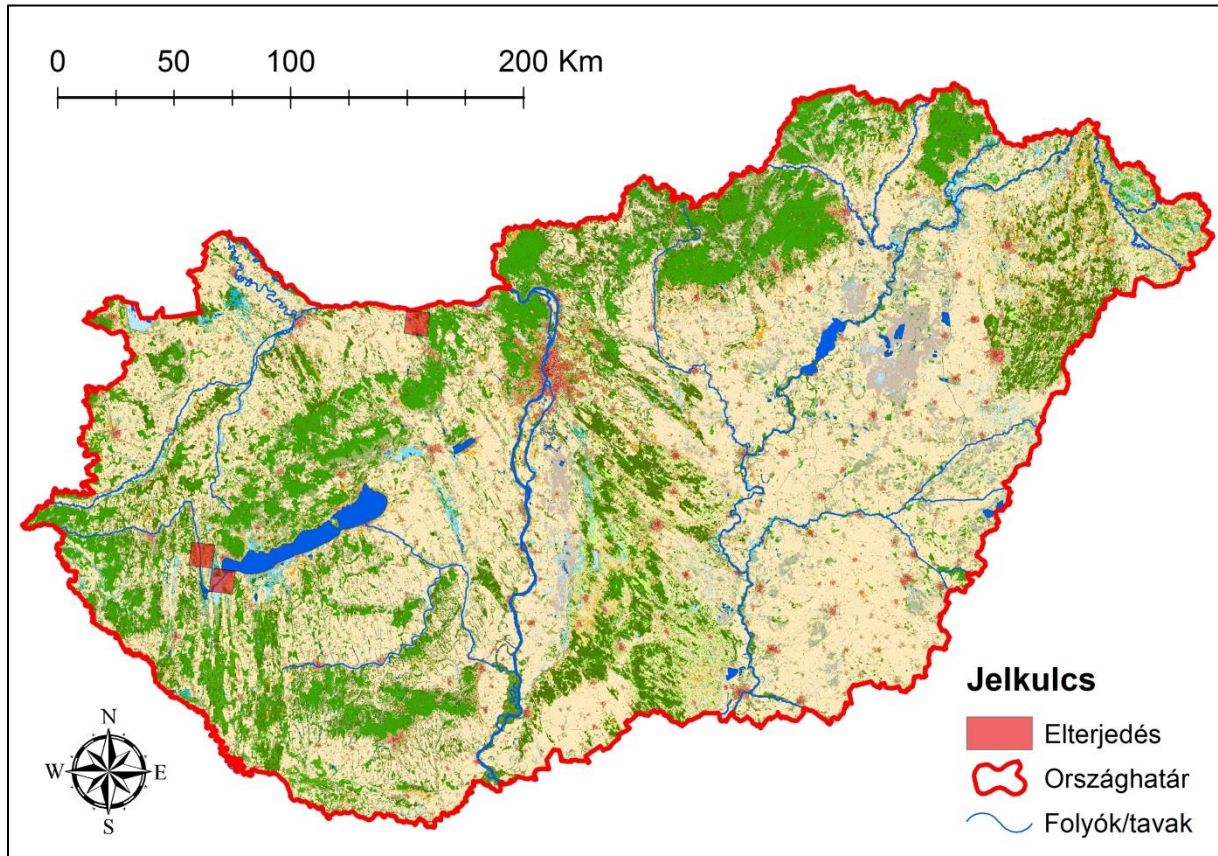 0 50 100 200 Km
N
W E
S
Jelkulcs
Elterjedés
Országhatár
Folyók/tavak